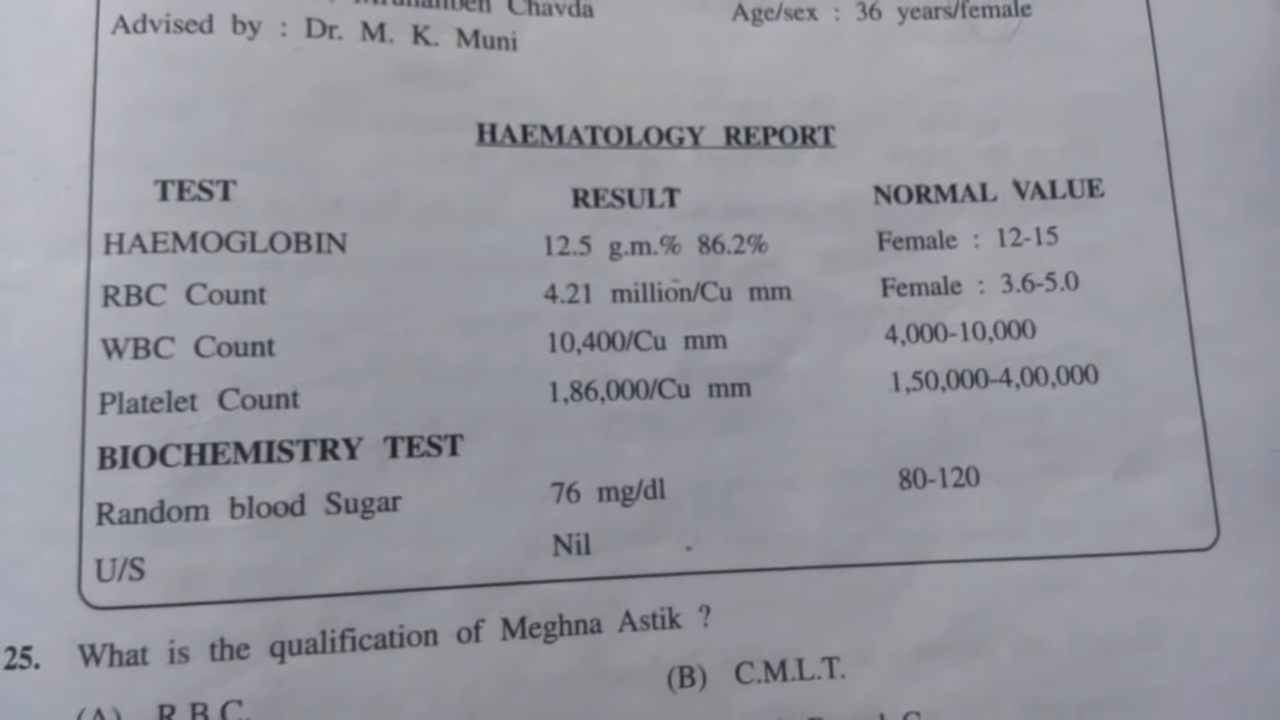 Chavda Age/sex : 36 years/female
Advised by : Dr. M. K. Muni
HAEMATOLOGY REPORT
TEST RESULT NORMAL VALUE
HAEMOGLOBIN 12.5 g.m.% 86.2% Female : 12-15
RBC Count 4.21 million/Cu mm Female : 3.6-5.0
WBC Count 10,400/Cu mm 4,000-10,000
Platelet Count 1,86,000/Cu mm 1,50,000-4,00,000
BIOCHEMISTRY TEST
Random blood Sugar 76 mg/dl 80-120
U/S Nil
25. What is the qualification of Meghna Astik ?
(A) R.B.C. (B) C.M.L.T.